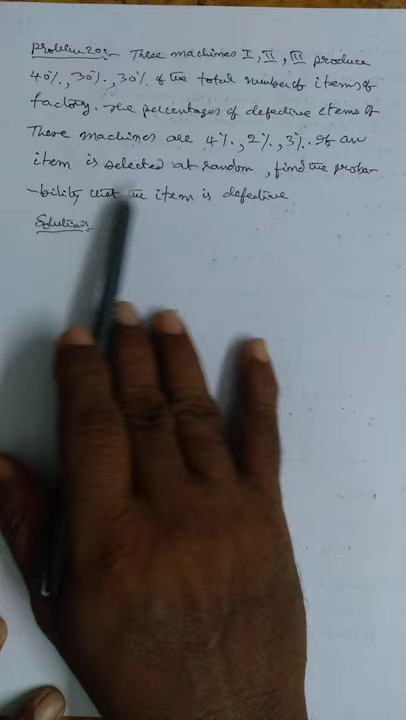 Problem 20:- Three machines I, II, III produce
40%., 30%., 30%. of the total number of items of
factory. The percentages of defective items of
These machines are 4%., 2%., 3%. If an
item is selected at random, find the proba-
-bility that the item is defective
Solution: